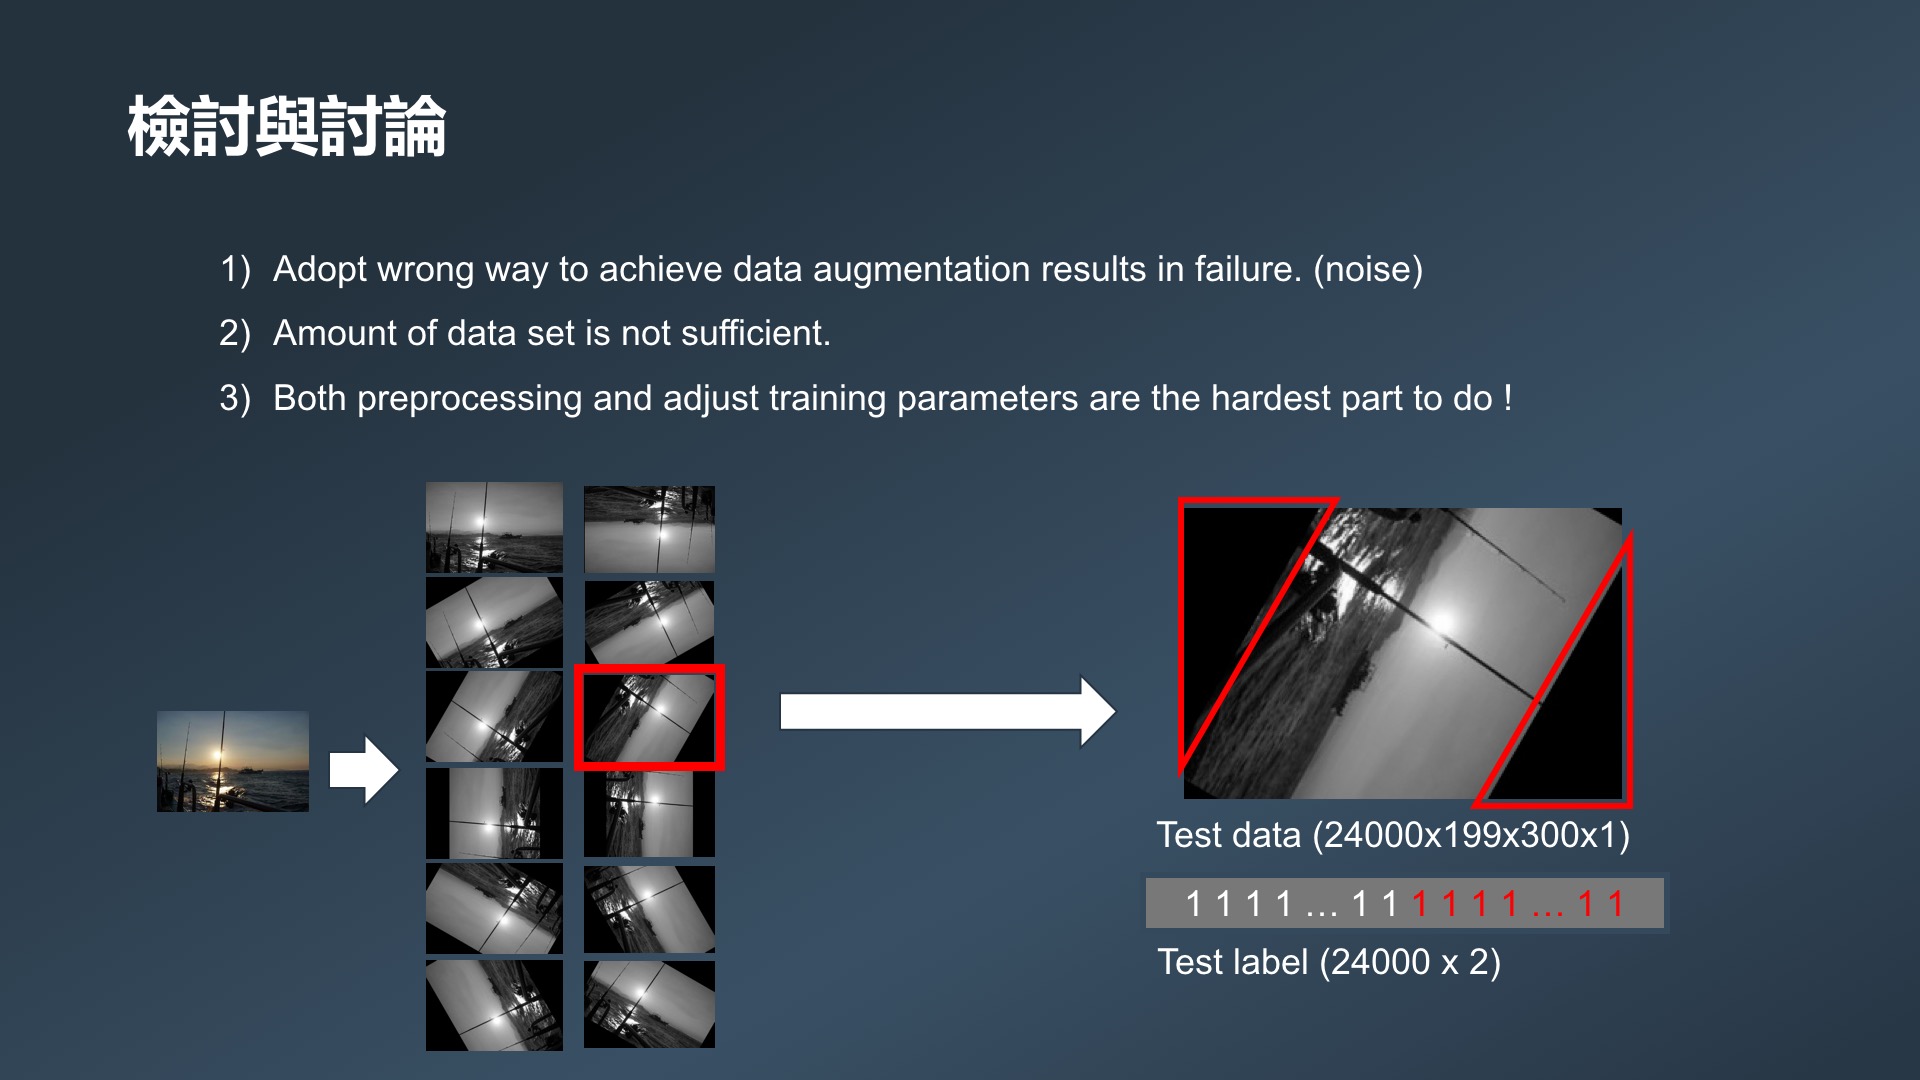 檢討與討論
1) Adopt wrong way to achieve data augmentation results in failure. (noise)
2) Amount of data set is not sufficient.
3) Both preprocessing and adjust training parameters are the hardest part to do !
Test data (24000x199x300x1)
1 1 1 1 … 1 1 1 1 1 1 … 1 1
Test label (24000 x 2)